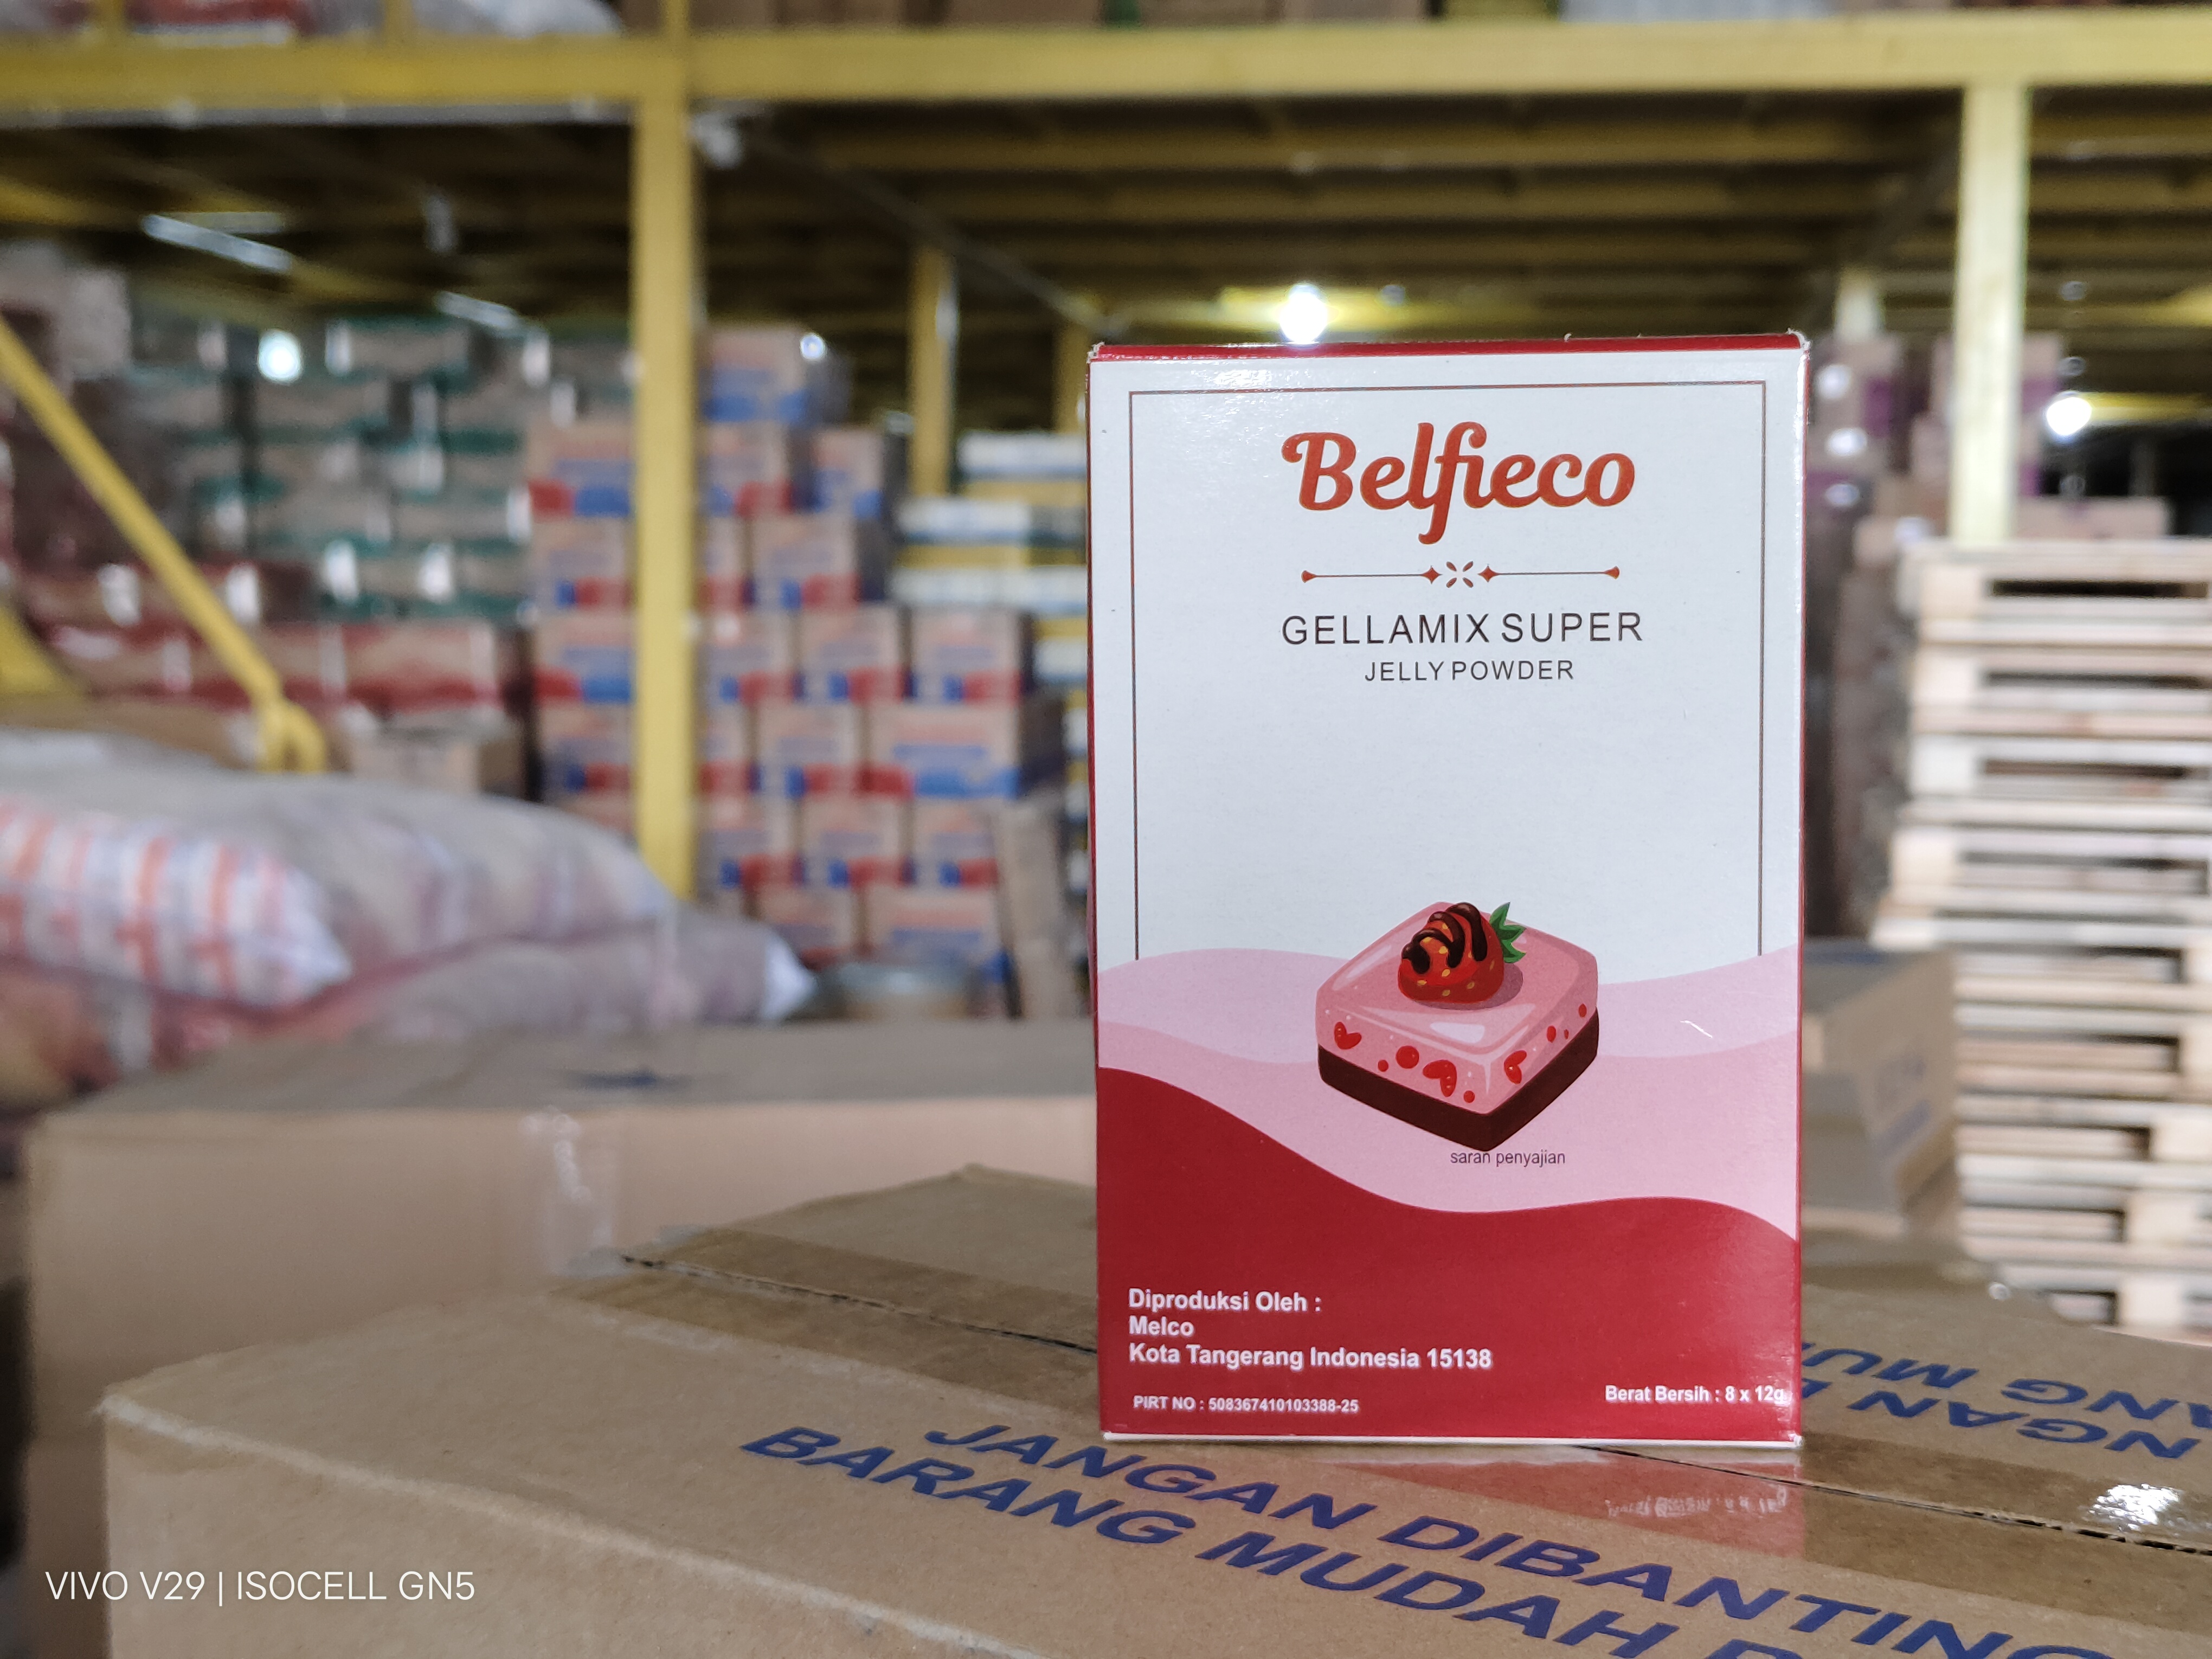 Belfieco
GELLAMIX SUPER
JELLY POWDER
saran penyajian
Diproduksi Oleh :
Melco
Kota Tangerang Indonesia 15138
PIRT NO : 508367410103388-25
Berat Bersih : 8 x 12g
JANGAN DIBANTING
BARANG MUDAH
VIVO V29 | ISOCELL GN5